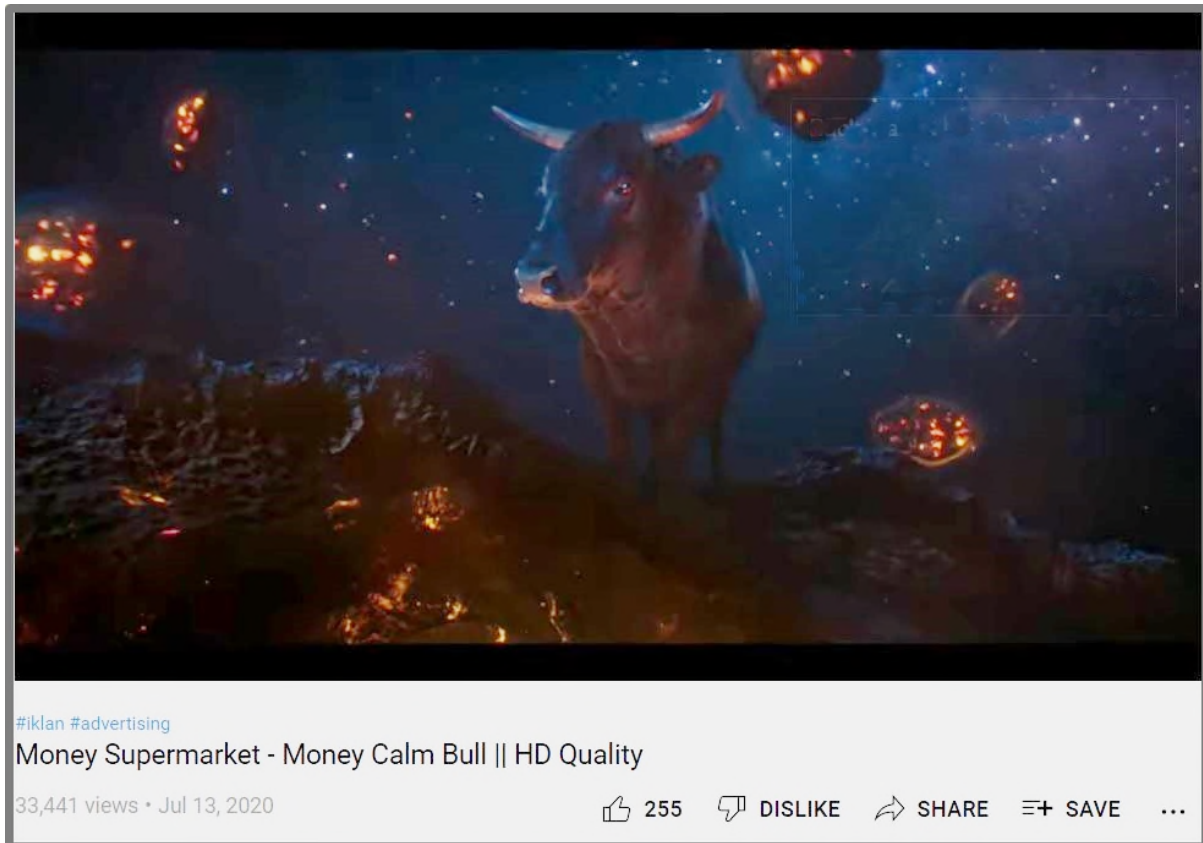 #iklan #advertising
Money Supermarket - Money Calm Bull || HD Quality
33,441 views • Jul 13, 2020 255 DISLIKE SHARE SAVE ...